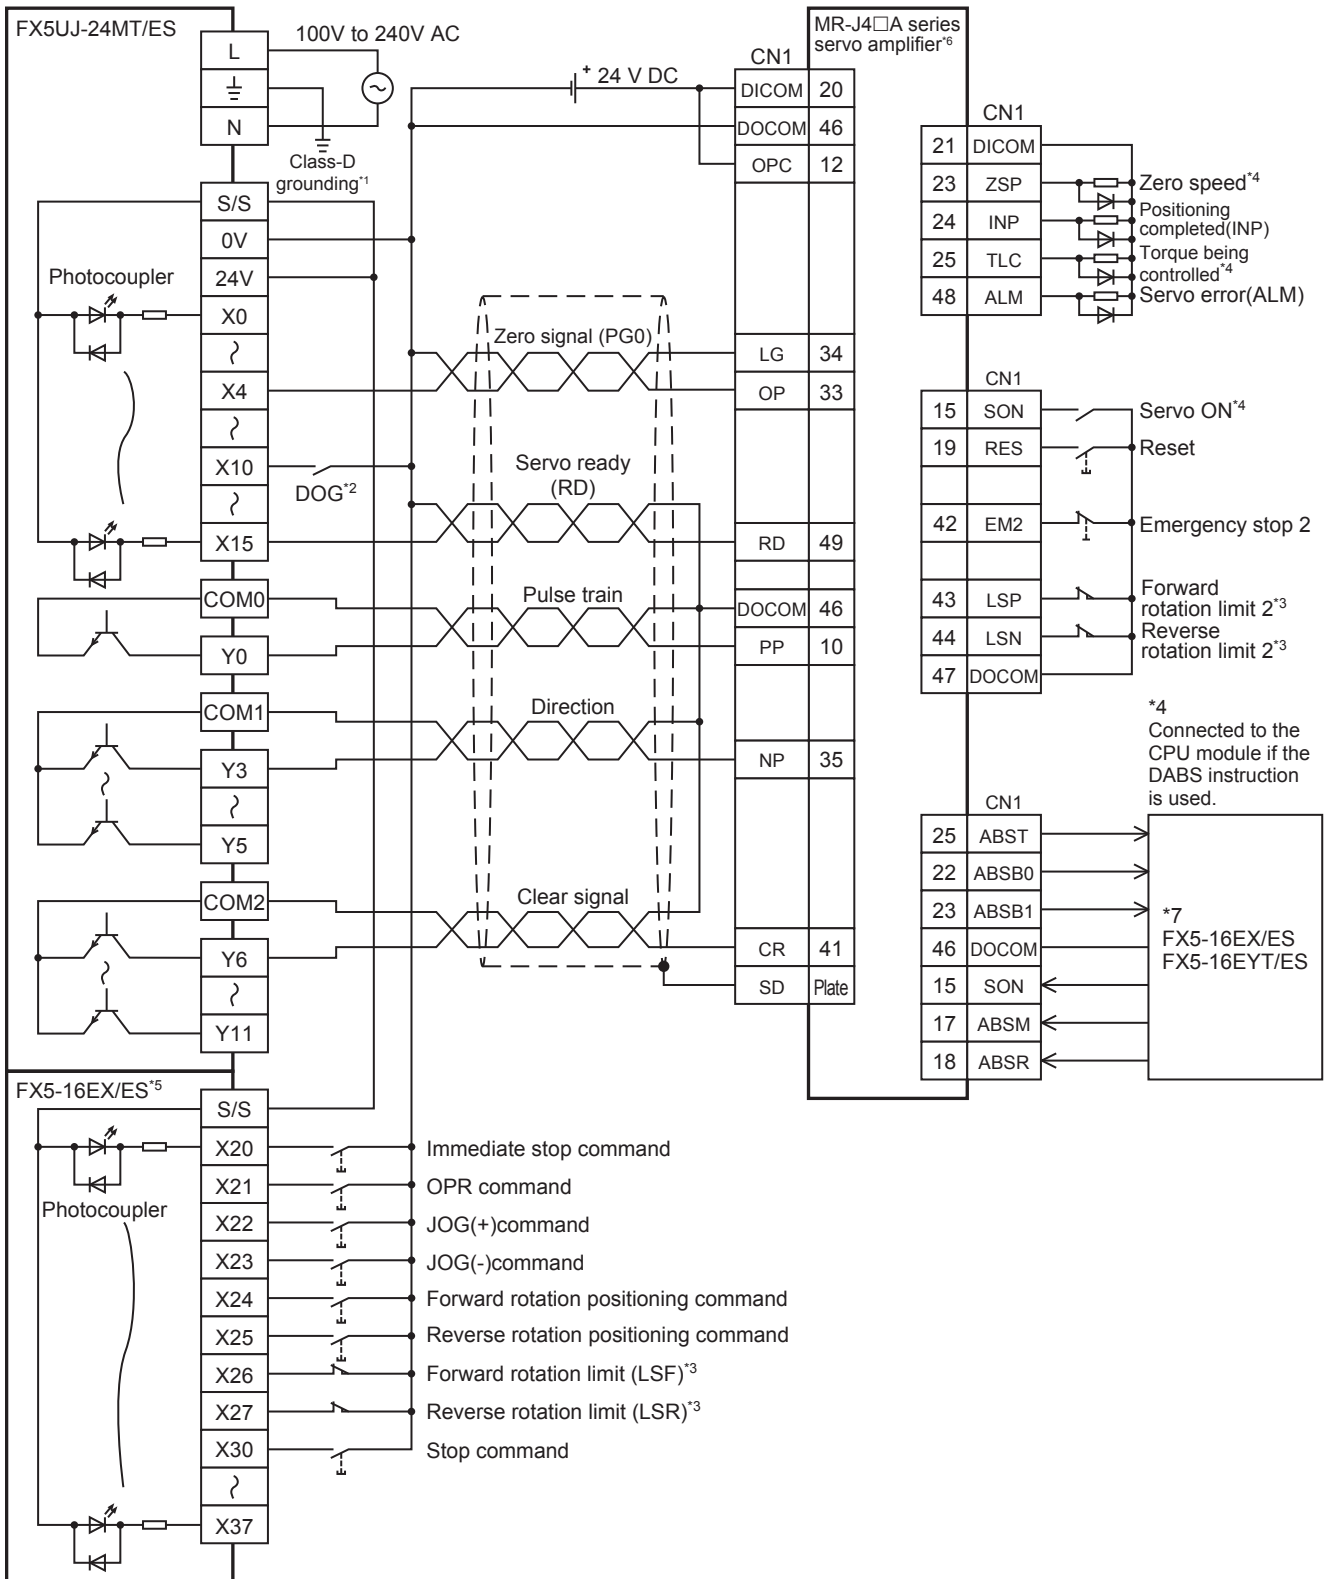 FX5UJ-24MT/ES
L
N
100V to 240V AC
Class-D
grounding*1
S/S
0V
24V
X0
X4
X10
X15
Photocoupler
DOG*2
COM0
Y0
COM1
Y3
Y5
COM2
Y6
Y11
FX5-16EX/ES*5
S/S
X20
X21
X22
X23
X24
X25
X26
X27
X30
X37
Photocoupler
Immediate stop command
OPR command
JOG(+)command
JOG(-)command
Forward rotation positioning command
Reverse rotation positioning command
Forward rotation limit (LSF)*3
Reverse rotation limit (LSR)*3
Stop command
+ 24 V DC
Zero signal (PG0)
Servo ready
(RD)
Pulse train
Direction
Clear signal
MR-J4□A series
servo amplifier*6
CN1
DICOM 20
DOCOM 46
OPC 12
LG 34
OP 33
RD 49
DOCOM 46
PP 10
NP 35
CR 41
SD Plate
CN1
21 DICOM
23 ZSP
24 INP
25 TLC
48 ALM
Zero speed*4
Positioning
completed(INP)
Torque being
controlled*4
Servo error(ALM)
CN1
15 SON
19 RES
42 EM2
43 LSP
44 LSN
47 DOCOM
Servo ON*4
Reset
Emergency stop 2
Forward
rotation limit 2*3
Reverse
rotation limit 2*3
*4
Connected to the
CPU module if the
DABS instruction
is used.
CN1
25 ABST
22 ABSB0
23 ABSB1
46 DOCOM
15 SON
17 ABSM
18 ABSR
*7
FX5-16EX/ES
FX5-16EYT/ES